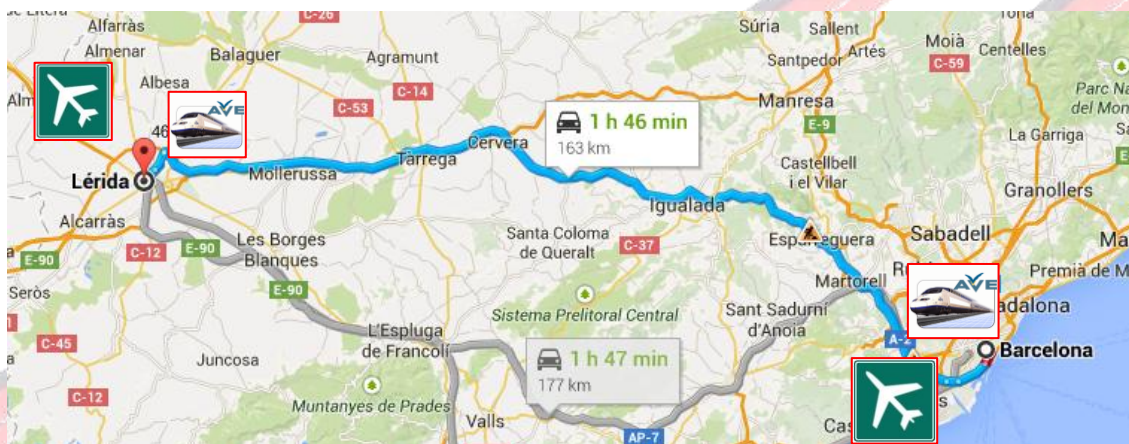 Alfarràs
Almenar
Balaguer
Albesa
C-26
Agramunt
C-53
C-14
Súria
Sallent
Santpedor
Artés
Moià
C-59
Tona
Centelles
Parc Na
del Mon
AVE
46
Lérida
Mollerussa
Tàrrega
Cervera
1 h 46 min
163 km
Manresa
E-9
Castellbell
i el Vilar
La Garriga
Granollers
Alcarràs
C-12
E-90
E-90
Les Borges
Blanques
E-90
Igualada
Santa Coloma
de Queralt
C-37
Esparreguera
Sabadell
Martorell
Premià de M
Seròs
C-45
C-12
Juncosa
L'Espluga
de Francolí
Sistema Prelitoral Central
Sant Sadurní
d'Anoia
AVE
adalona
A-2
Barcelona
1 h 47 min
177 km
Muntanyes de Prades
Valls
AP-7